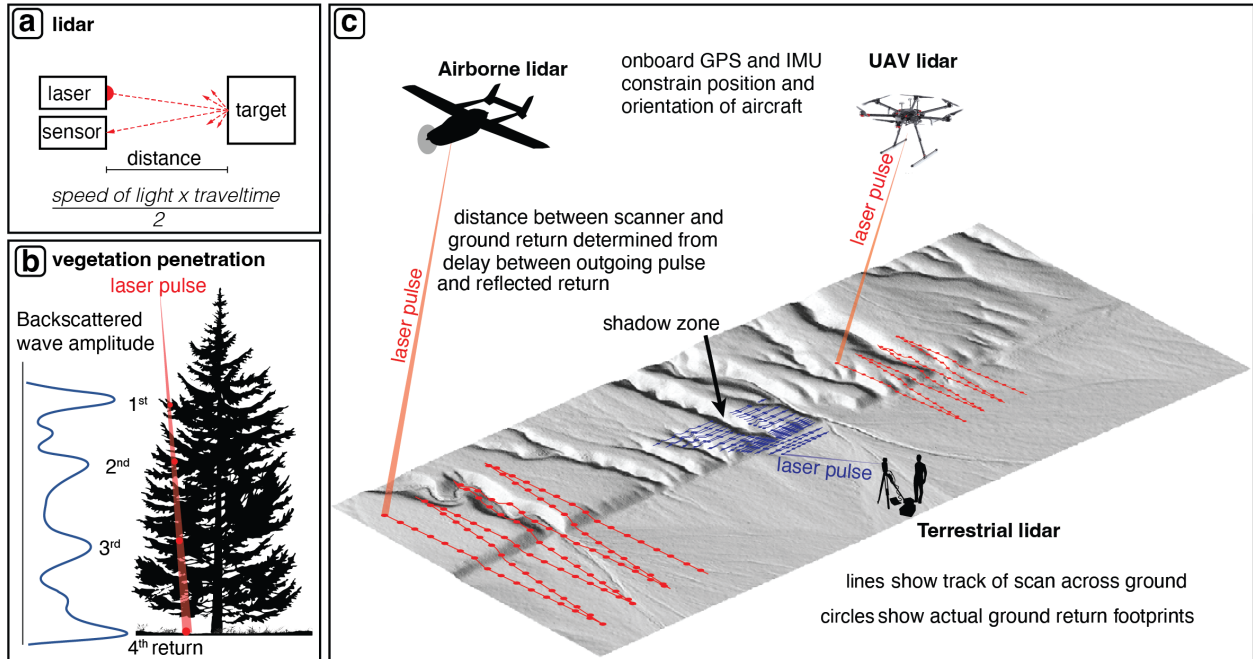 a lidar
laser
sensor
target
distance
speed of light x traveltime
2
b vegetation penetration
laser pulse
Backscattered
wave amplitude
1st
2nd
3rd
4th return
c
Airborne lidar
onboard GPS and IMU
constrain position and
orientation of aircraft
UAV lidar
laser pulse
distance between scanner and
ground return determined from
delay between outgoing pulse
and reflected return
laser pulse
shadow zone
laser pulse
Terrestrial lidar
lines show track of scan across ground
circles show actual ground return footprints